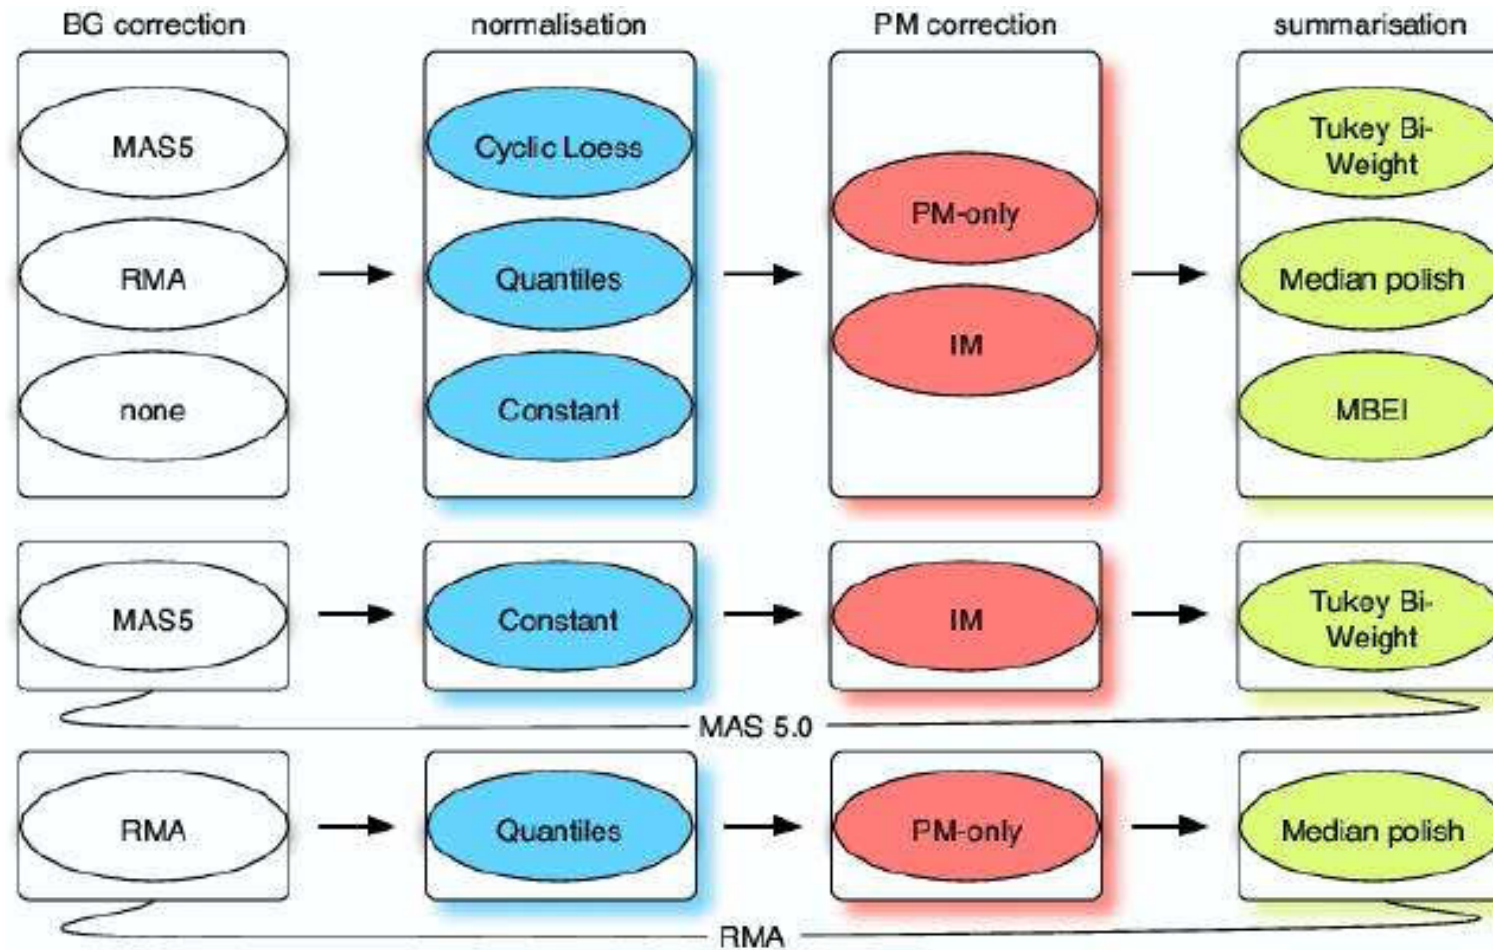 BG correction
normalisation
PM correction
summarisation
MAS5
RMA
none
Cyclic Loess
Quantiles
Constant
PM-only
IM
Tukey Bi-
Weight
Median polish
MBEI
MAS5
Constant
IM
Tukey Bi-
Weight
MAS 5.0
RMA
Quantiles
PM-only
Median polish
RMA